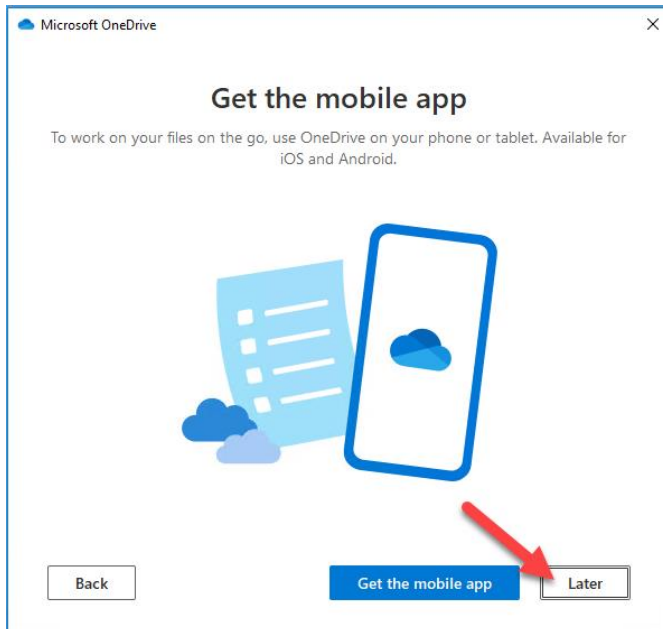 Microsoft OneDrive
Get the mobile app
To work on your files on the go, use OneDrive on your phone or tablet. Available for
iOS and Android.
Back
Get the mobile app
Later